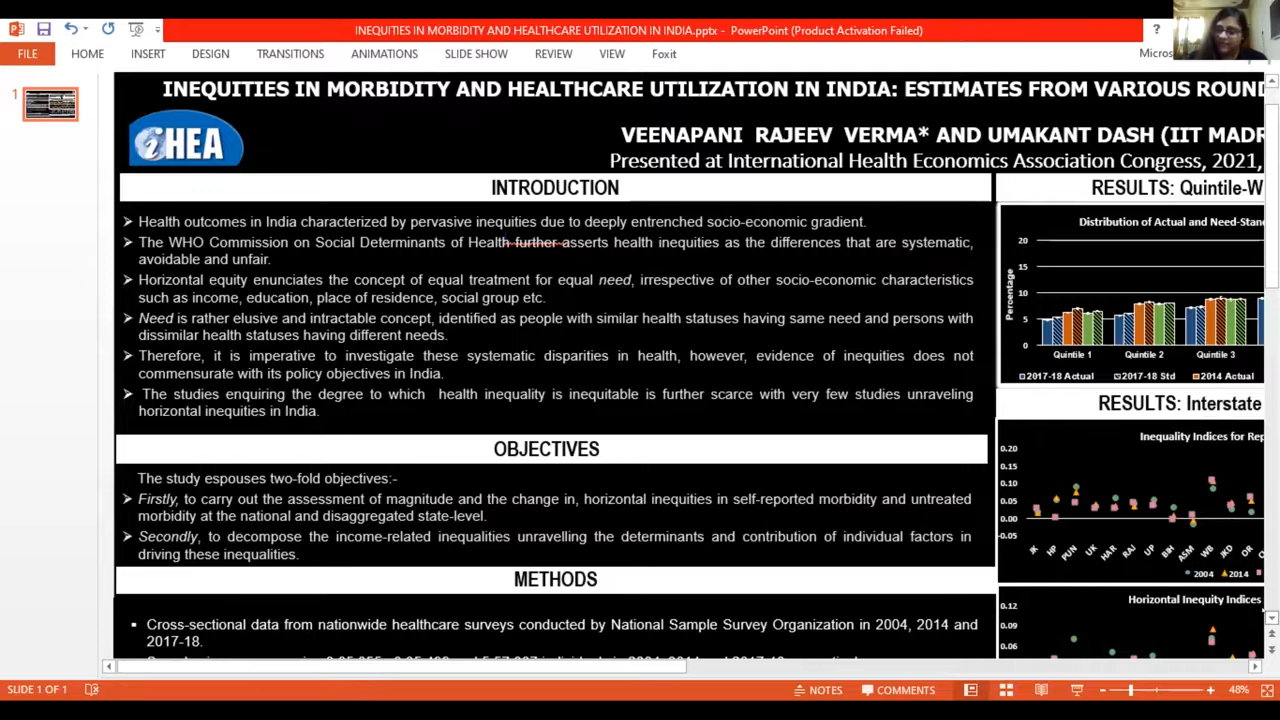 INEQUITIES IN MORBIDITY AND HEALTHCARE UTILIZATION IN INDIA.pptx - PowerPoint (Product Activation Failed)
?
FILE HOME INSERT DESIGN TRANSITIONS ANIMATIONS SLIDE SHOW REVIEW VIEW Foxit
Micros
1
INEQUITIES IN MORBIDITY AND HEALTHCARE UTILIZATION IN INDIA: ESTIMATES FROM VARIOUS ROUND
iHEA
VEENAPANI RAJEEV VERMA* AND UMAKANT DASH (IIT MADR
Presented at International Health Economics Association Congress, 2021,
INTRODUCTION
➢ Health outcomes in India characterized by pervasive inequities due to deeply entrenched socio-economic gradient.
➢ The WHO Commission on Social Determinants of Health further asserts health inequities as the differences that are systematic,
avoidable and unfair.
➢ Horizontal equity enunciates the concept of equal treatment for equal need, irrespective of other socio-economic characteristics
such as income, education, place of residence, social group etc.
➢ Need is rather elusive and intractable concept, identified as people with similar health statuses having same need and persons with
dissimilar health statuses having different needs.
➢ Therefore, it is imperative to investigate these systematic disparities in health, however, evidence of inequities does not
commensurate with its policy objectives in India.
➢ The studies enquiring the degree to which health inequality is inequitable is further scarce with very few studies unraveling
horizontal inequities in India.
OBJECTIVES
The study espouses two-fold objectives:-
➢ Firstly, to carry out the assessment of magnitude and the change in, horizontal inequities in self-reported morbidity and untreated
morbidity at the national and disaggregated state-level.
➢ Secondly, to decompose the income-related inequalities unravelling the determinants and contribution of individual factors in
driving these inequalities.
METHODS
▪ Cross-sectional data from nationwide healthcare surveys conducted by National Sample Survey Organization in 2004, 2014 and
2017-18.
RESULTS: Quintile-W
Distribution of Actual and Need-Stan
Percentage
20
15
10
5
0
Quintile 1 Quintile 2 Quintile 3
2017-18 Actual 2017-18 Std 2014 Actual
RESULTS: Interstate
Inequality Indices for Rep
0.20
0.15
0.10
0.05
0.00
-0.05
JK HP PUN UK HAR RAJ UP BIH ASM WB JKD OR
2004 2014
Horizontal Inequity Indices
0.12
0.09
0.06
SLIDE 1 OF 1
NOTES COMMENTS
48%